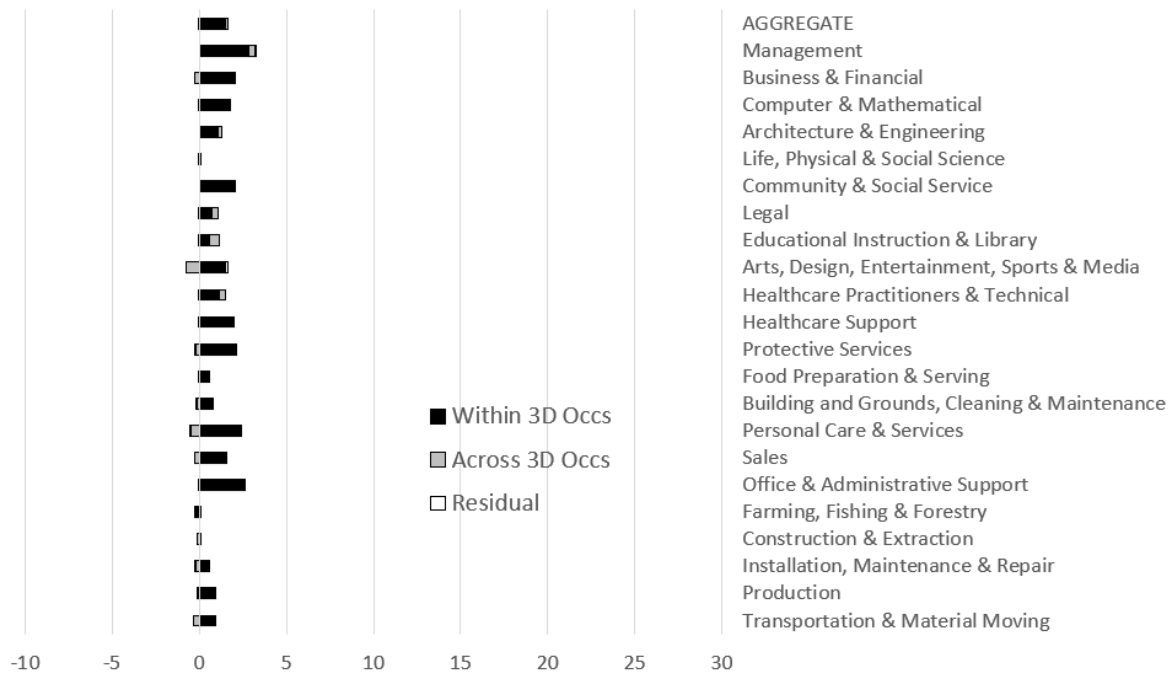 AGGREGATE
Management
Business & Financial
Computer & Mathematical
Architecture & Engineering
Life, Physical & Social Science
Community & Social Service
Legal
Educational Instruction & Library
Arts, Design, Entertainment, Sports & Media
Healthcare Practitioners & Technical
Healthcare Support
Protective Services
Food Preparation & Serving
Building and Grounds, Cleaning & Maintenance
Personal Care & Services
Sales
Office & Administrative Support
Farming, Fishing & Forestry
Construction & Extraction
Installation, Maintenance & Repair
Production
Transportation & Material Moving
Within 3D Occs
Across 3D Occs
Residual
-10 -5 0 5 10 15 20 25 30